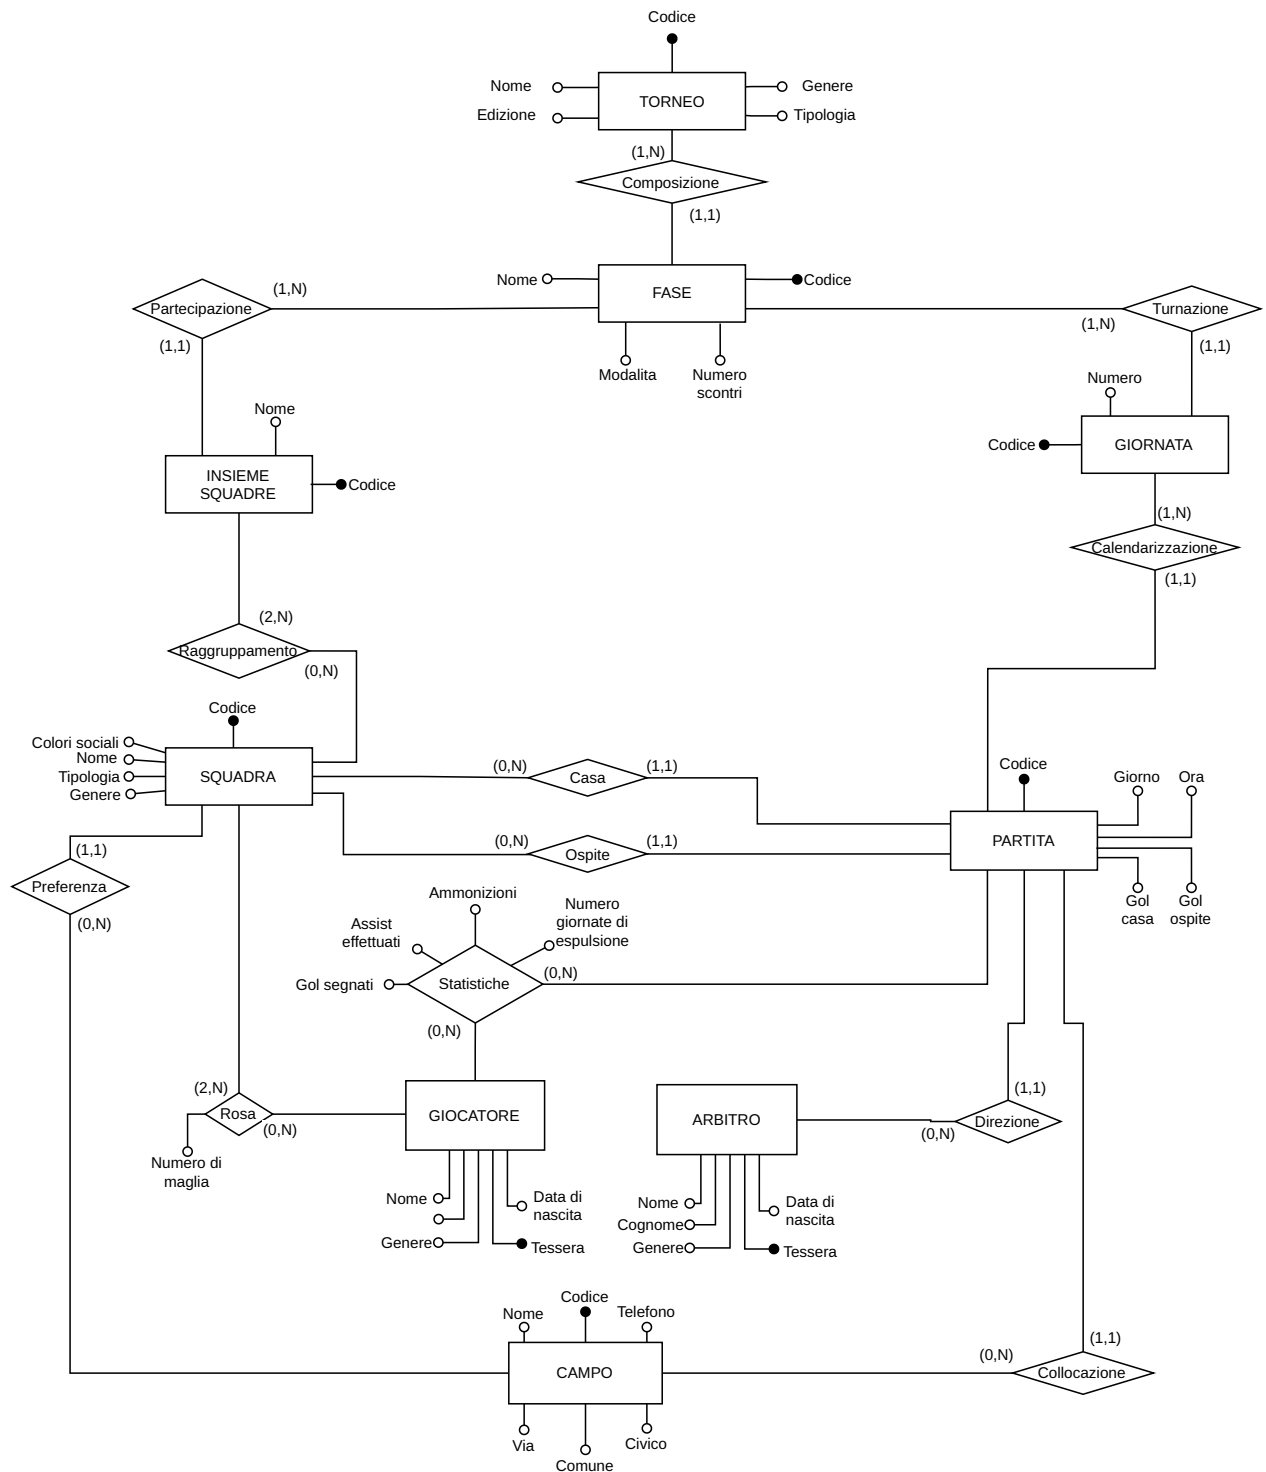 Codice
Nome
Genere
TORNEO
Edizione
Tipologia
(1,N)
Composizione
(1,1)
Nome
Codice
FASE
Modalita
Numero
scontri
(1,N)
Partecipazione
(1,1)
Turnazione
(1,N)
(1,1)
Numero
Codice
GIORNATA
Nome
INSIEME
SQUADRE
Codice
(1,N)
Calendarizzazione
(1,1)
(2,N)
Raggruppamento
(0,N)
Codice
Colori sociali
Nome
Tipologia
Genere
SQUADRA
(0,N)
Casa
(1,1)
(0,N)
Ospite
(1,1)
Codice
Giorno
Ora
PARTITA
Gol
casa
Gol
ospite
(1,1)
Preferenza
(0,N)
Ammonizioni
Assist
effettuati
Numero
giornate di
espulsione
Gol segnati
Statistiche
(0,N)
(0,N)
(2,N)
Rosa
(0,N)
Numero di
maglia
GIOCATORE
Nome
Genere
Data di
nascita
Tessera
ARBITRO
Nome
Cognome
Genere
Data di
nascita
Tessera
(1,1)
Direzione
(0,N)
Nome
Codice
Telefono
CAMPO
Via
Comune
Civico
(0,N)
(1,1)
Collocazione